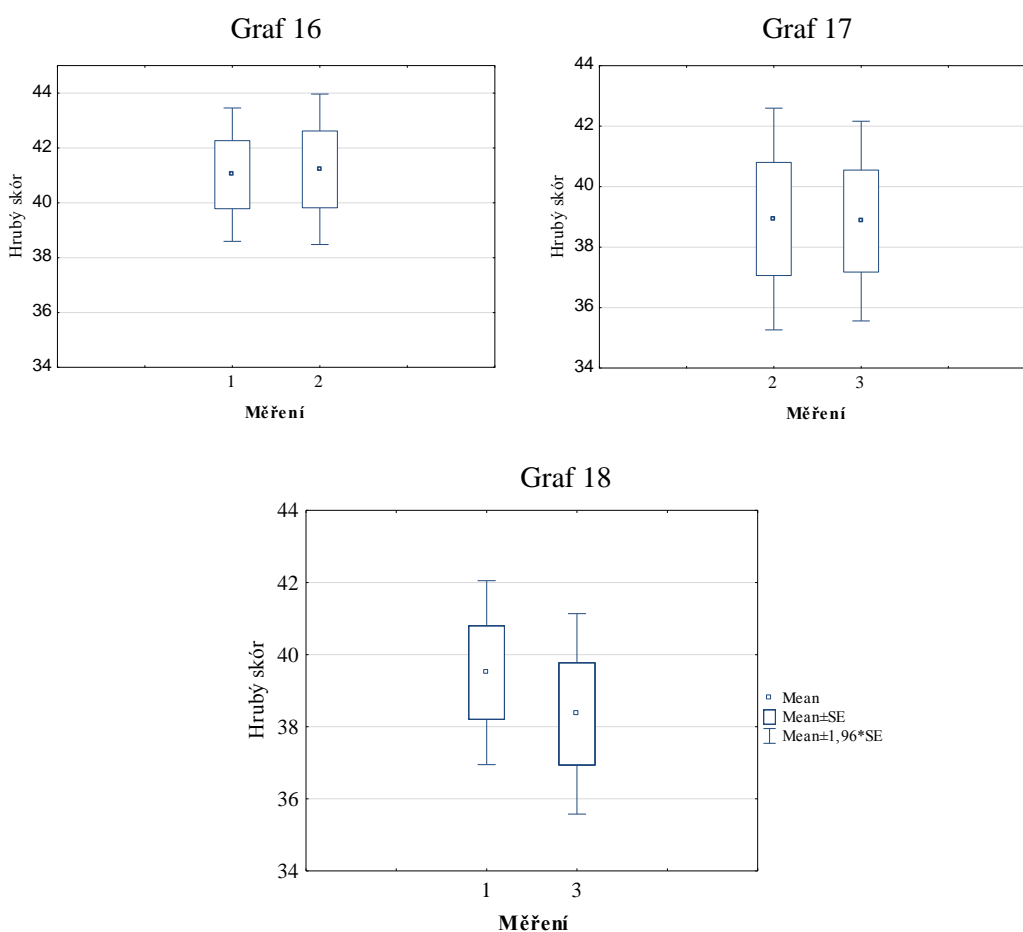 Graf 16
44
42
40
38
36
34
Hrubý skór
1 2
Měření
Graf 17
44
42
40
38
36
34
Hrubý skór
2 3
Měření
Graf 18
44
42
40
38
36
34
Hrubý skór
1 3
Měření
Mean
Mean±SE
Mean±1,96*SE